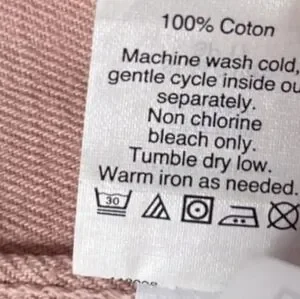 100% Coton
Machine wash cold,
gentle cycle inside ou
separately.
Non chlorine
bleach only.
Tumble dry low.
Warm iron as needed.
30